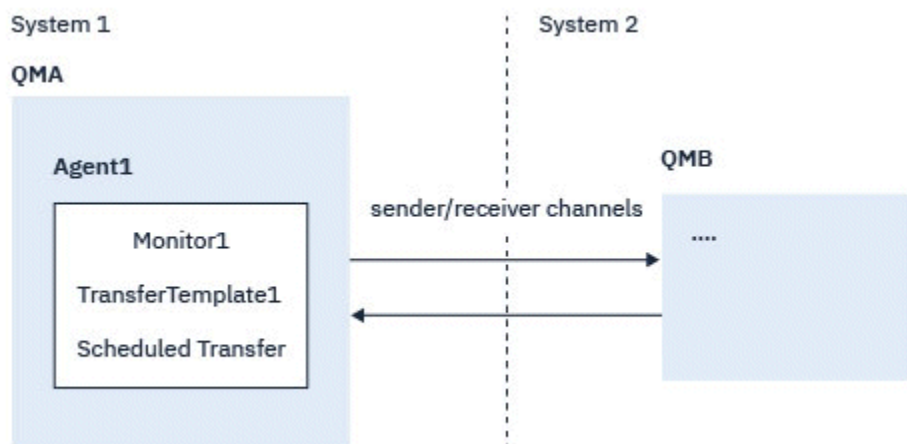 System 1
System 2
QMA
Agent1
QMB
sender/receiver channels
Monitor1
....
TransferTemplate1
Scheduled Transfer